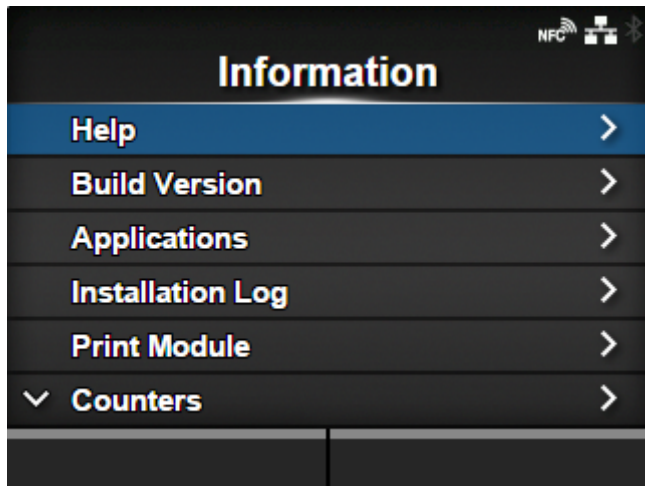 NFC
Information
Help
Build Version
Applications
Installation Log
Print Module
Counters